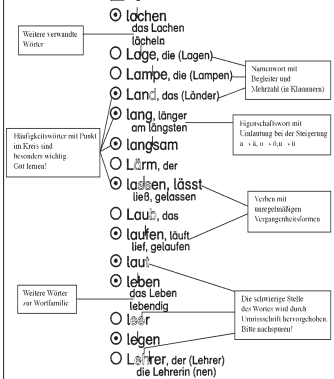 lachen
das Lachen
lächeln
Weitere verwandte
Wörter
Lage, die (Lagen)
Lampe, die (Lampen)
Namenwort mit
Begleiter und
Mehrzahl (in Klammern)
Land, das (Länder)
lang, länger
am längsten
Eigenschaftswort mit
Umlautung bei der Steigerung
a → ä, o → ö, u → ü
Häufigkeitswörter mit Punkt
im Kreis sind
besonders wichtig.
Gut lernen!
langsam
Lärm, der
lassen, lässt
ließ, gelassen
Verben mit
unregelmäßigen
Vergangenheitsformen
Laub, das
laufen, läuft
lief, gelaufen
laut
leben
das Leben
lebendig
Weitere Wörter
zur Wortfamilie
Die schwierige Stelle
des Wortes wird durch
Umrissschrift hervorgehoben.
Bitte nachspuren!
leer
legen
Lehrer, der (Lehrer)
die Lehrerin (nen)